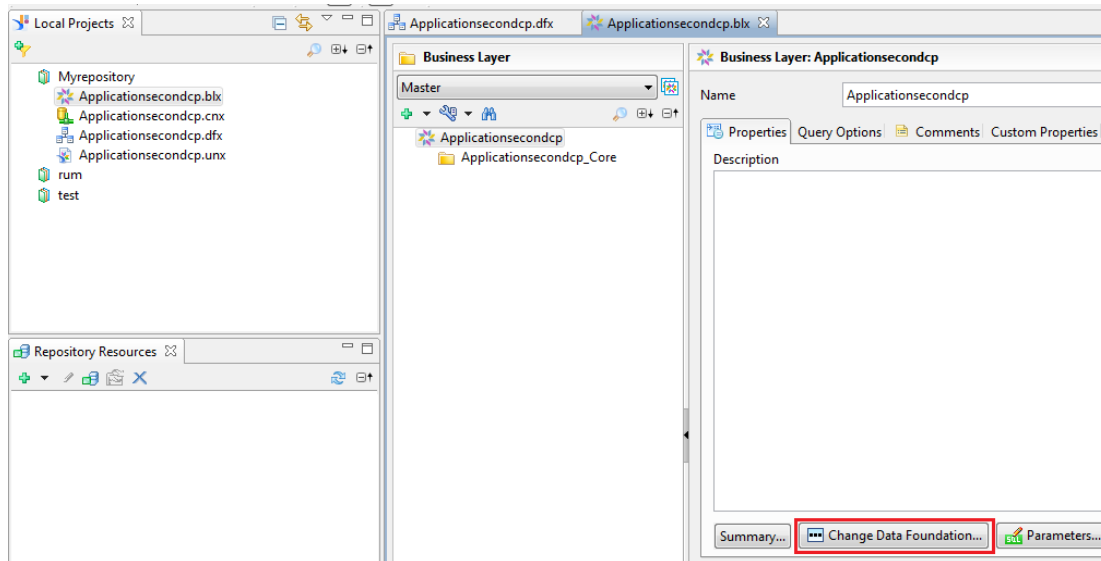 Local Projects
Myrepository
Applicationsecondcp.blx
Applicationsecondcp.cnx
Applicationsecondcp.dfx
Applicationsecondcp.unx
rum
test
Repository Resources
Applicationsecondcp.dfx
Applicationsecondcp.blx
Business Layer
Master
Applicationsecondcp
Applicationsecondcp_Core
Business Layer: Applicationsecondcp
Name
Applicationsecondcp
Properties Query Options Comments Custom Properties
Description
Summary... Change Data Foundation... Parameters...